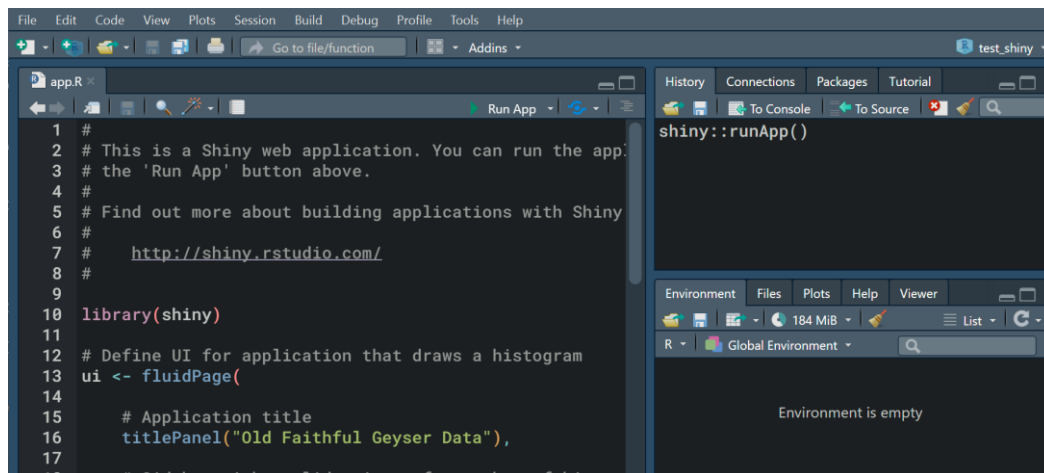 File Edit Code View Plots Session Build Debug Profile Tools Help
Go to file/function Addins test_shiny
app.R
Run App
1 #
2 # This is a Shiny web application. You can run the appl
3 # the 'Run App' button above.
4 #
5 # Find out more about building applications with Shiny
6 #
7 # http://shiny.rstudio.com/
8 #
9
10 library(shiny)
11
12 # Define UI for application that draws a histogram
13 ui <- fluidPage(
14
15 # Application title
16 titlePanel("Old Faithful Geyser Data"),
17
History Connections Packages Tutorial
To Console To Source
shiny::runApp()
Environment Files Plots Help Viewer
184 MiB List
R Global Environment
Environment is empty